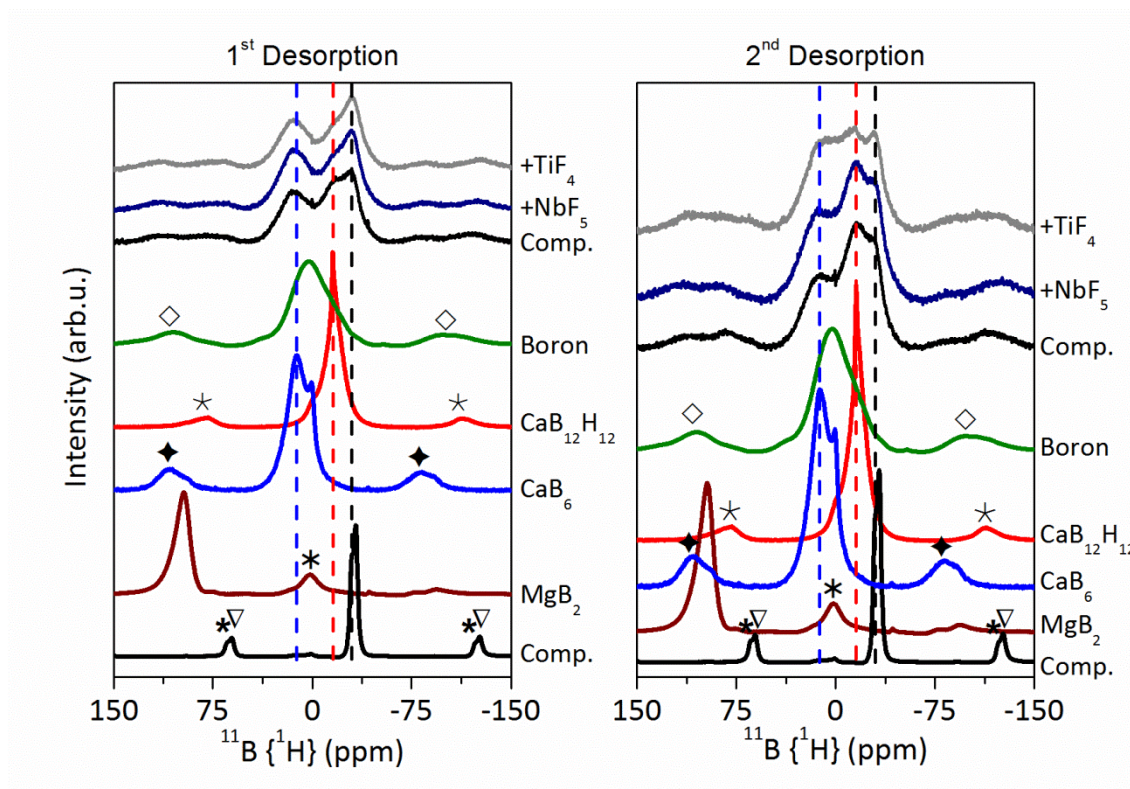 1st Desorption
2nd Desorption
Intensity (arb.u.)
+TiF4
+NbF5
Comp.
Boron
CaB12H12
CaB6
MgB2
Comp.
150 75 0 -75 -150
11B {1H} (ppm)
+TiF4
+NbF5
Comp.
Boron
CaB12H12
CaB6
MgB2
Comp.
150 75 0 -75 -150
11B {1H} (ppm)